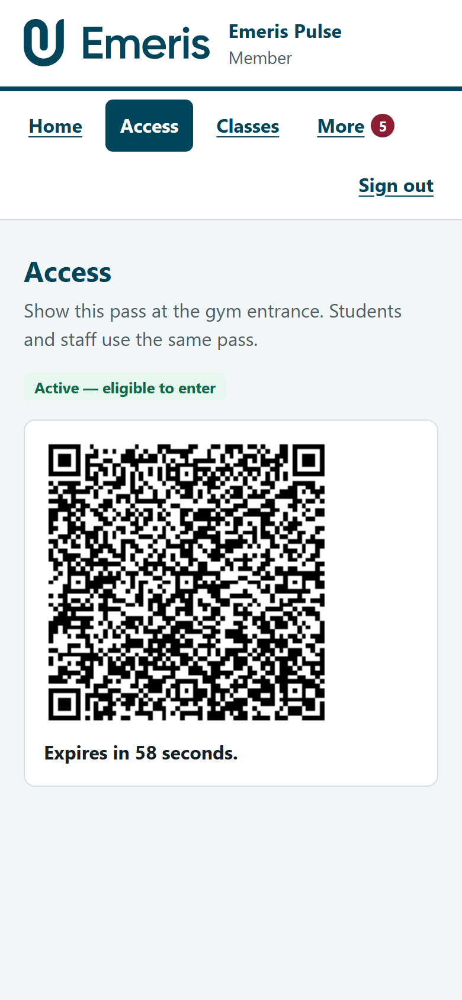 Emeris
Emeris Pulse
Member
Home
Access
Classes
More 5
Sign out
Access
Show this pass at the gym entrance. Students
and staff use the same pass.
Active — eligible to enter
Expires in 58 seconds.